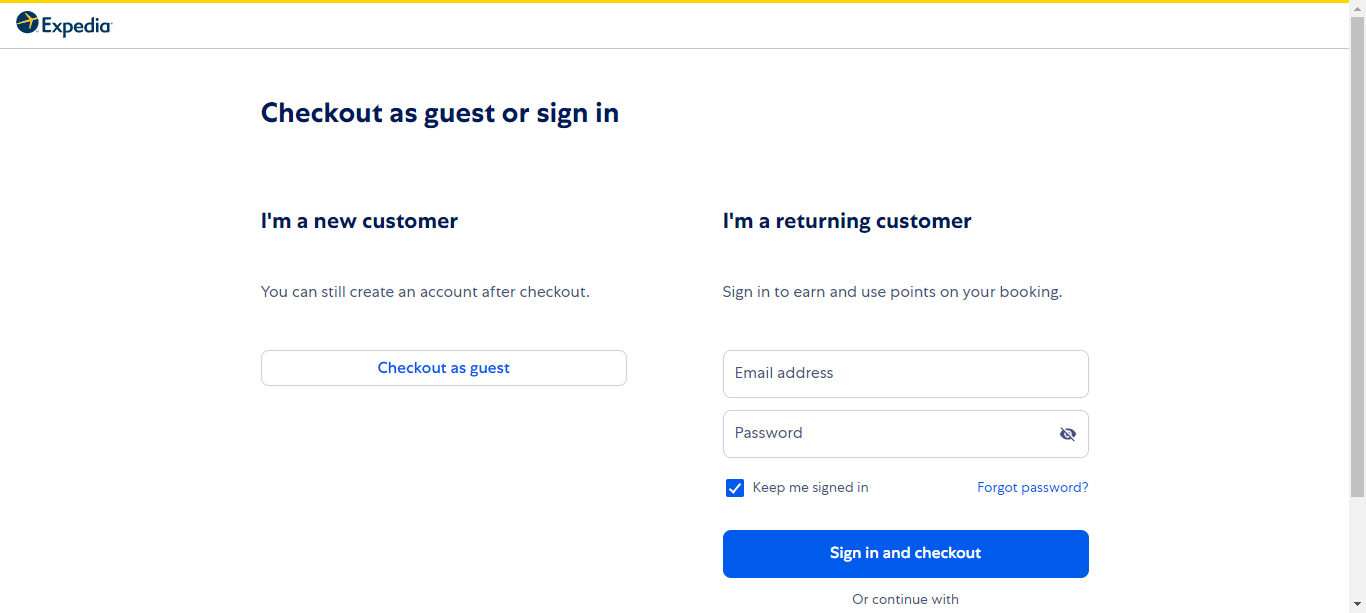 Expedia
Checkout as guest or sign in
I'm a new customer
You can still create an account after checkout.
Checkout as guest
I'm a returning customer
Sign in to earn and use points on your booking.
Email address
Password
Keep me signed in
Forgot password?
Sign in and checkout
Or continue with